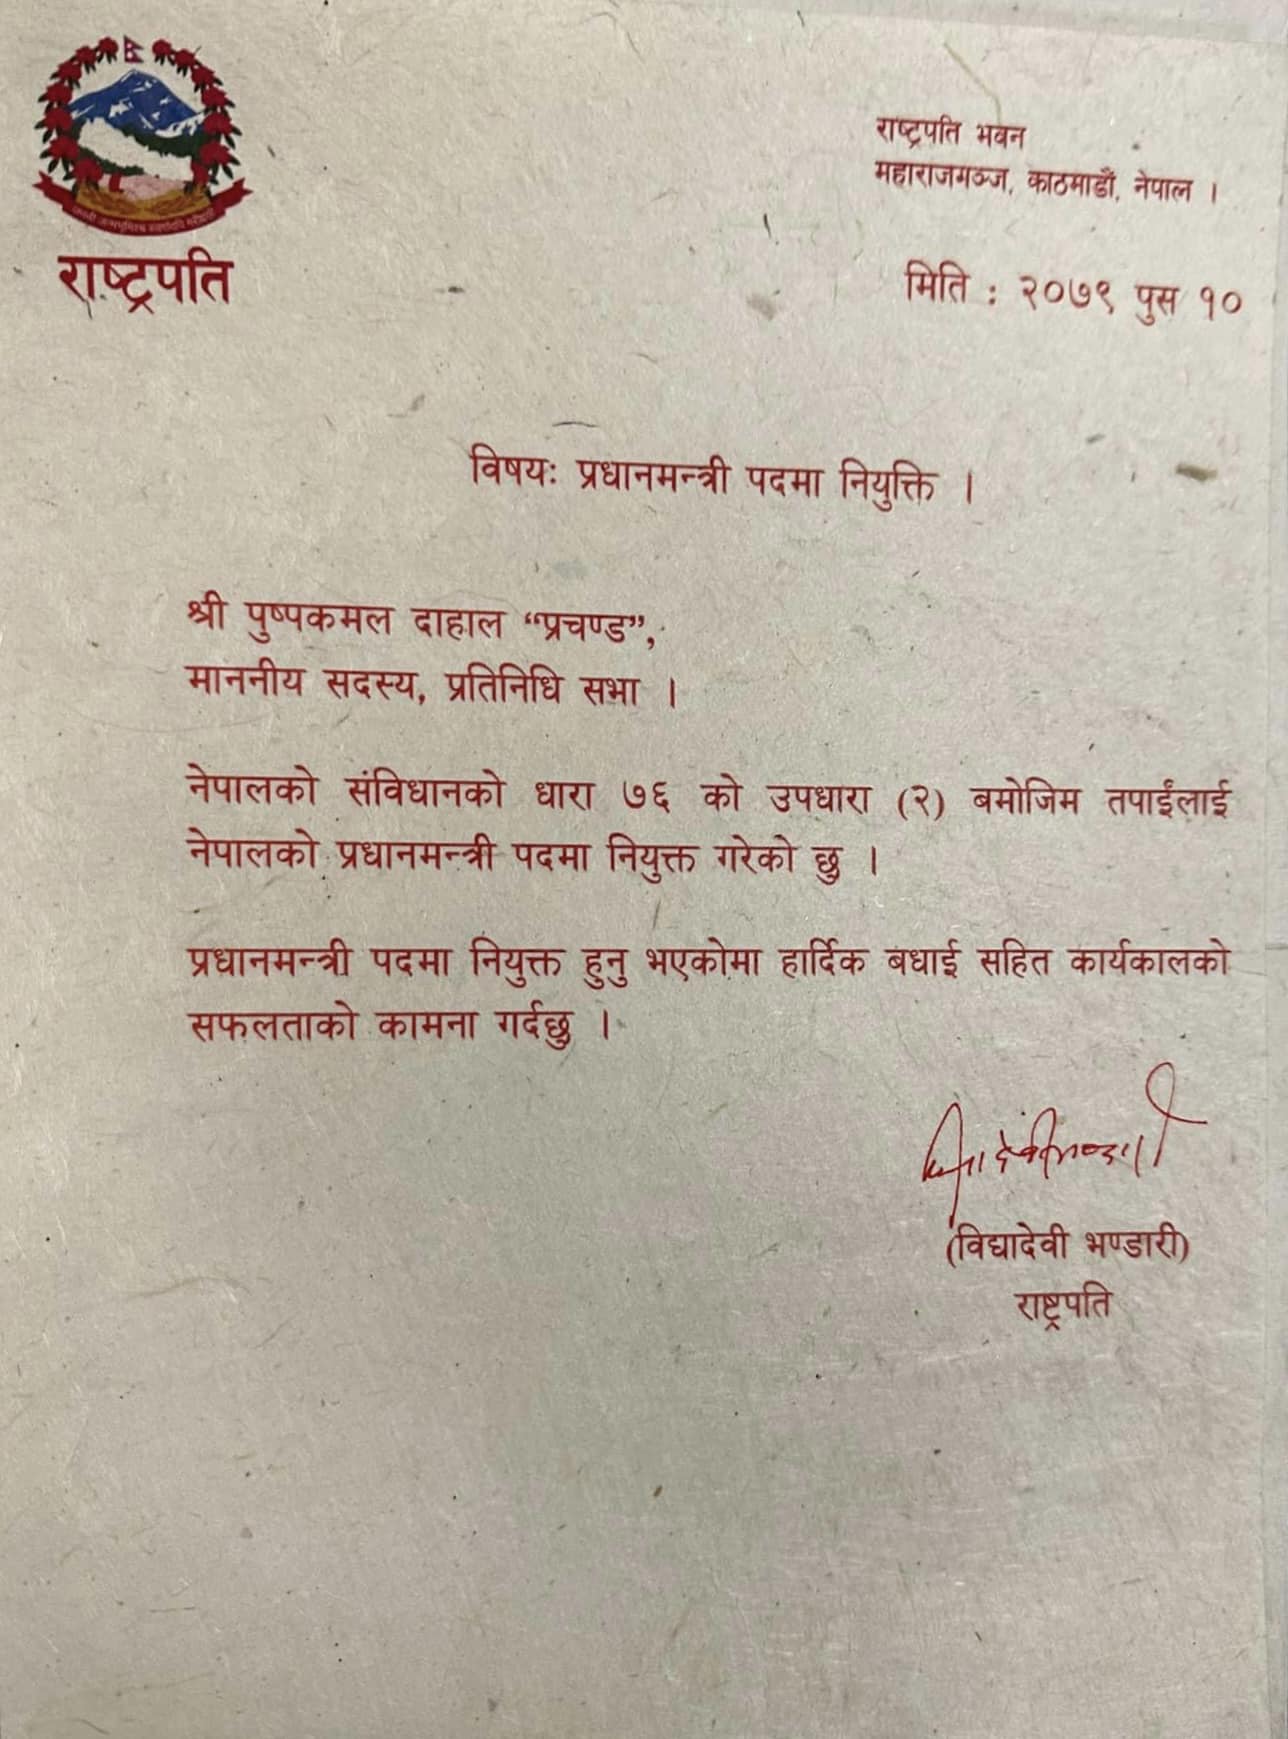 राष्ट्रपति
राष्ट्रपति भवन
महाराजगञ्ज, काठमाडौं, नेपाल ।
मिति : २०७९ पुस १०
विषयः प्रधानमन्त्री पदमा नियुक्ति ।
श्री पुष्पकमल दाहाल “प्रचण्ड”,
माननीय सदस्य, प्रतिनिधि सभा ।
नेपालको संविधानको धारा ७६ को उपधारा (२) बमोजिम तपाईंलाई
नेपालको प्रधानमन्त्री पदमा नियुक्त गरेको छु ।
प्रधानमन्त्री पदमा नियुक्त हुनु भएकोमा हार्दिक बधाई सहित कार्यकालको
सफलताको कामना गर्दछु ।
(विद्यादेवी भण्डारी)
राष्ट्रपति